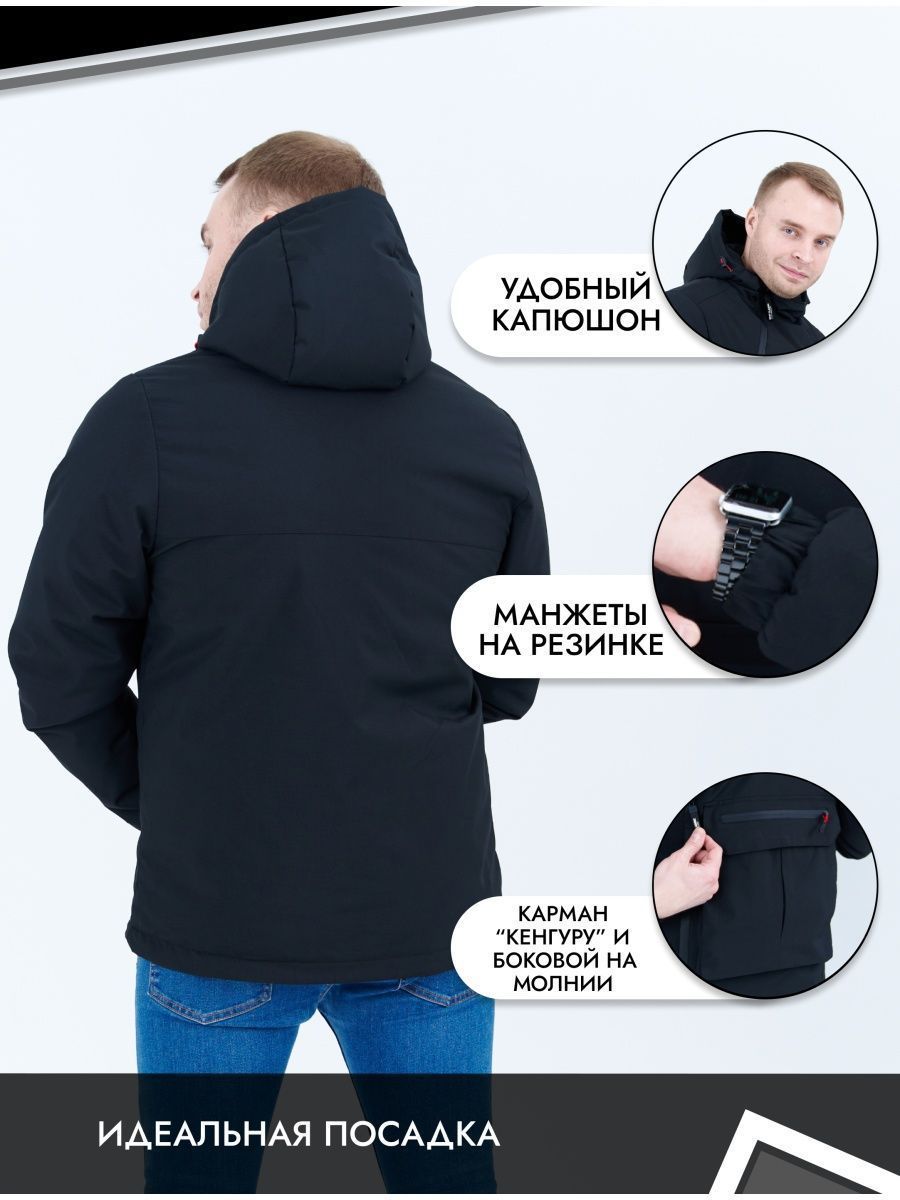 УДОБНЫЙ
КАПЮШОН
МАНЖЕТЫ
НА РЕЗИНКЕ
КАРМАН
“КЕНГУРУ” И
БОКОВОЙ НА
МОЛНИИ
ИДЕАЛЬНАЯ ПОСАДКА